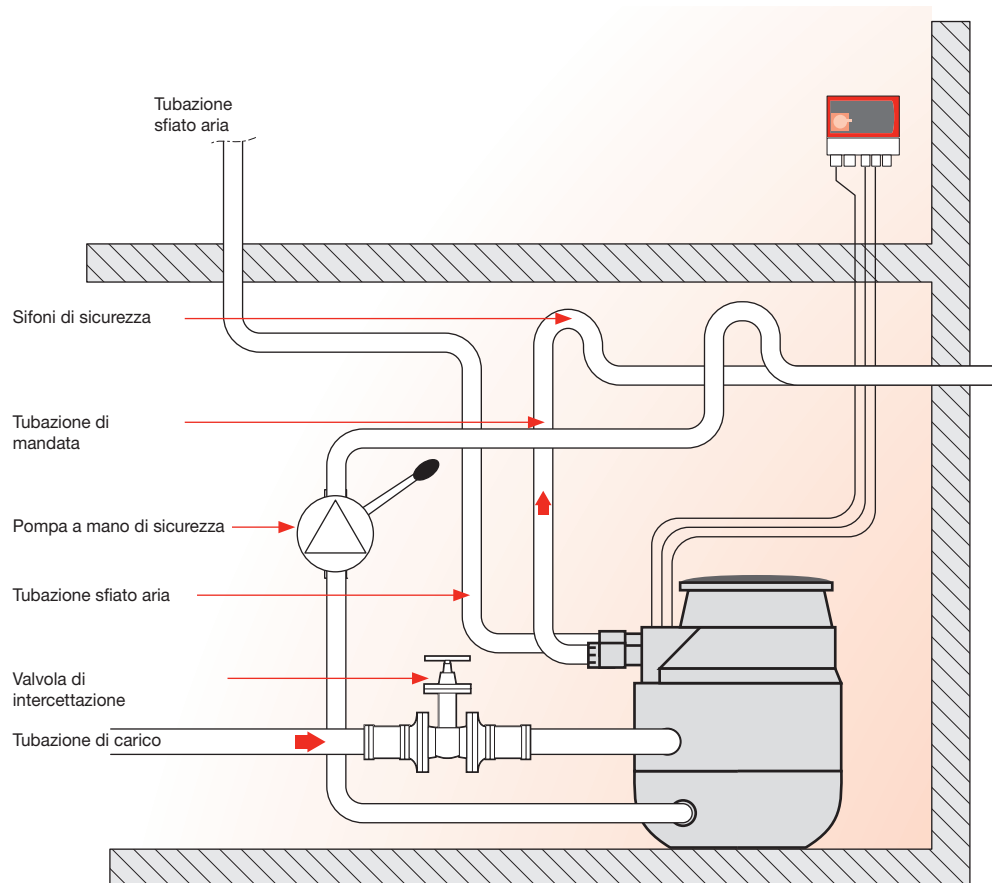 Tubazione
sfiato aria
Sifoni di sicurezza
Tubazione di
mandata
Pompa a mano di sicurezza
Tubazione sfiato aria
Valvola di
intercettazione
Tubazione di carico